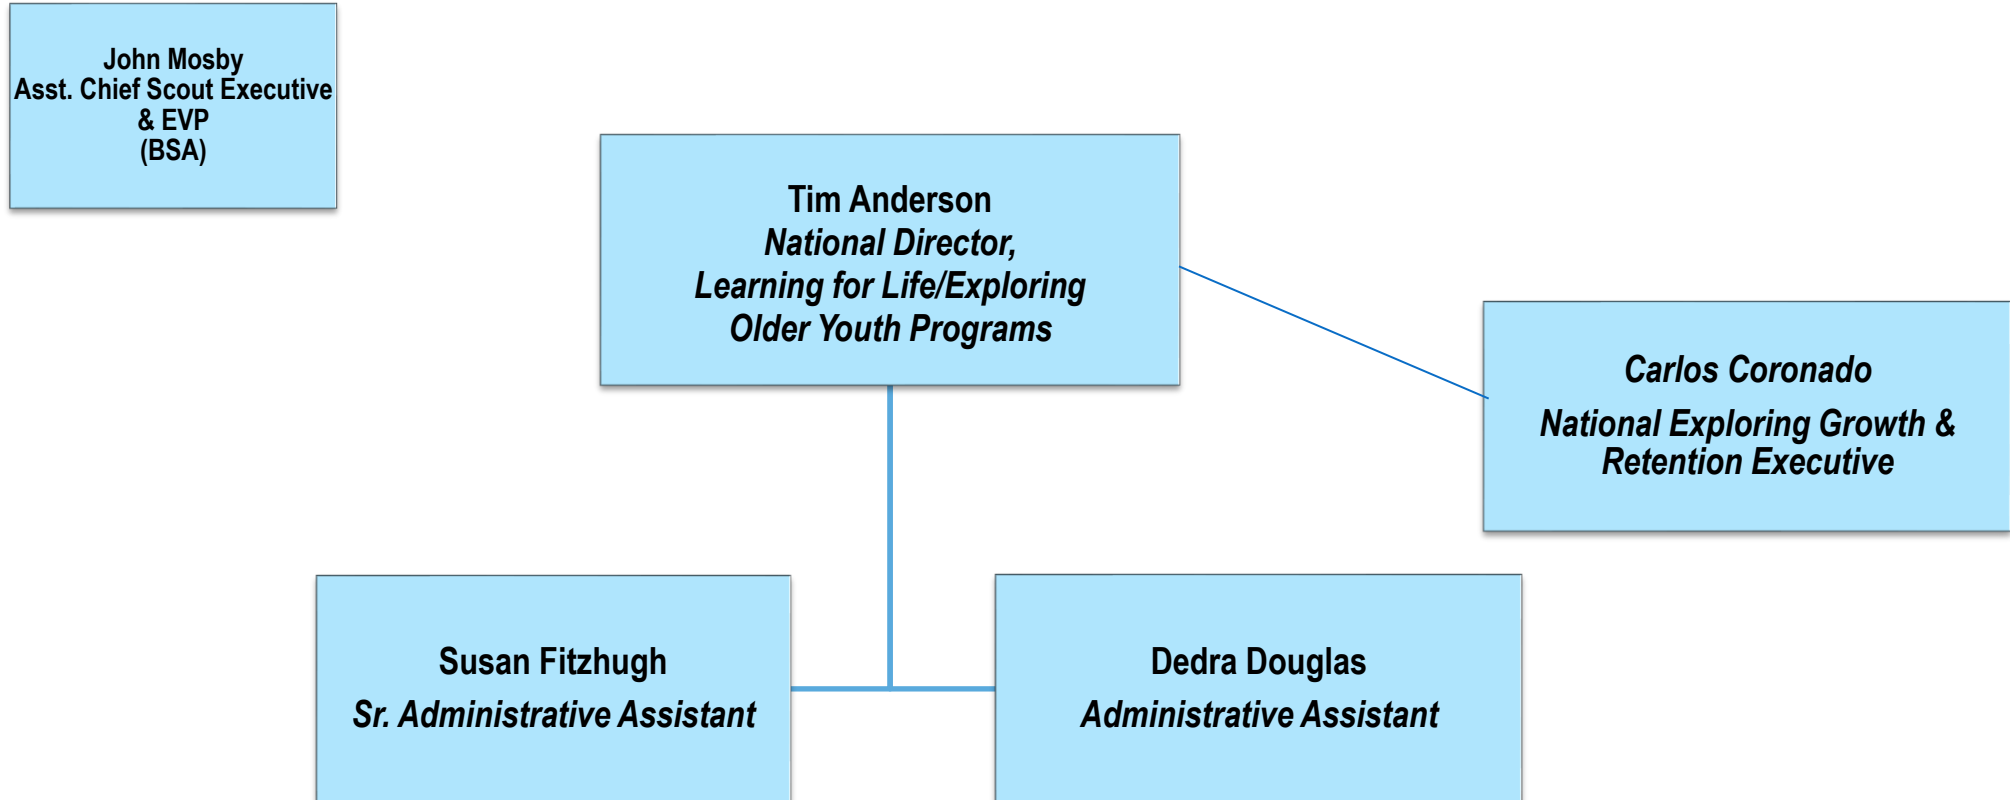 John Mosby
Asst. Chief Scout Executive
& EVP
(BSA)
Tim Anderson
National Director,
Learning for Life/Exploring
Older Youth Programs
Carlos Coronado
National Exploring Growth &
Retention Executive
Susan Fitzhugh
Sr. Administrative Assistant
Dedra Douglas
Administrative Assistant